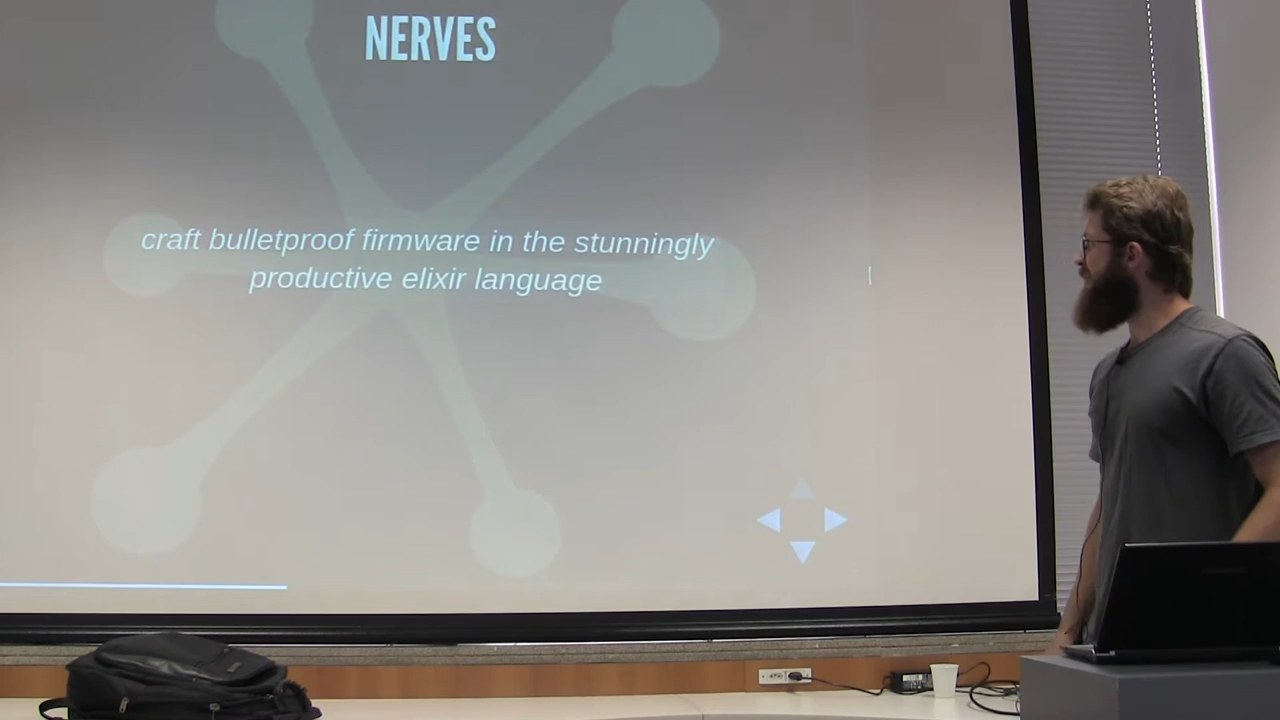 NERVES
craft bulletproof firmware in the stunningly
productive elixir language